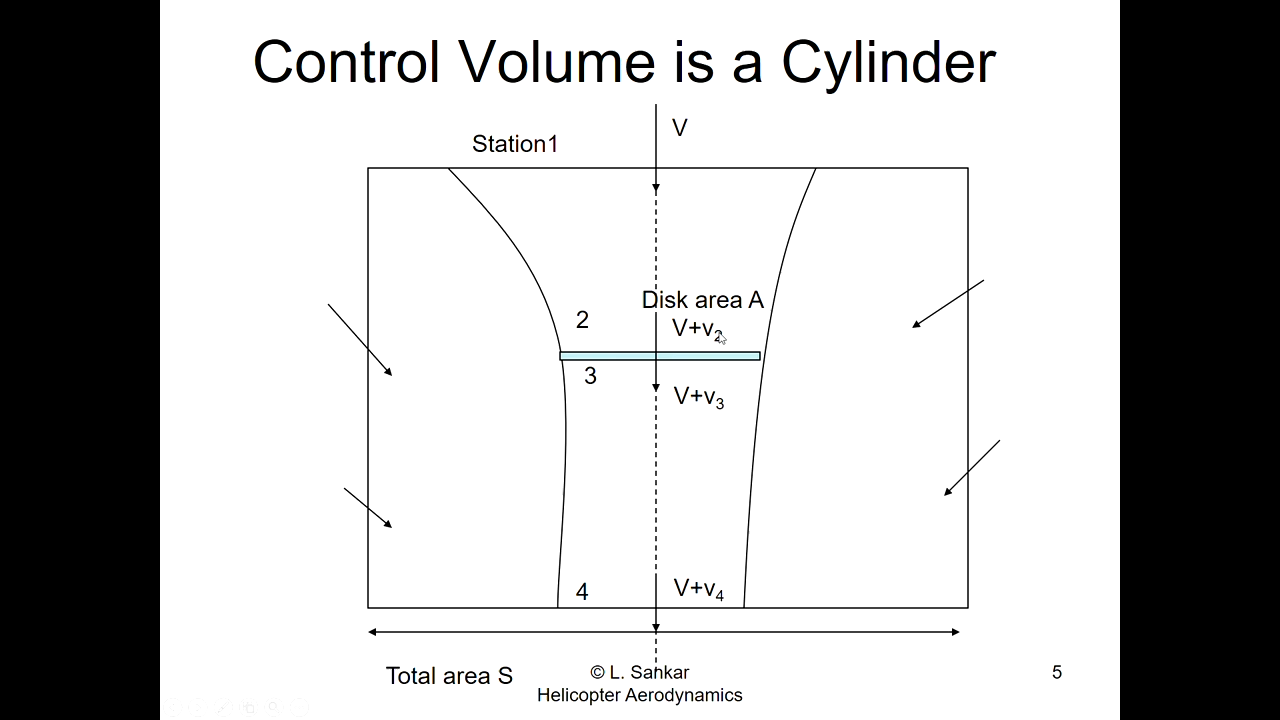 Control Volume is a Cylinder
V
Station1
Disk area A
2
V+v₂
3
V+v₃
4
V+v₄
Total area S
© L. Sankar
Helicopter Aerodynamics
5